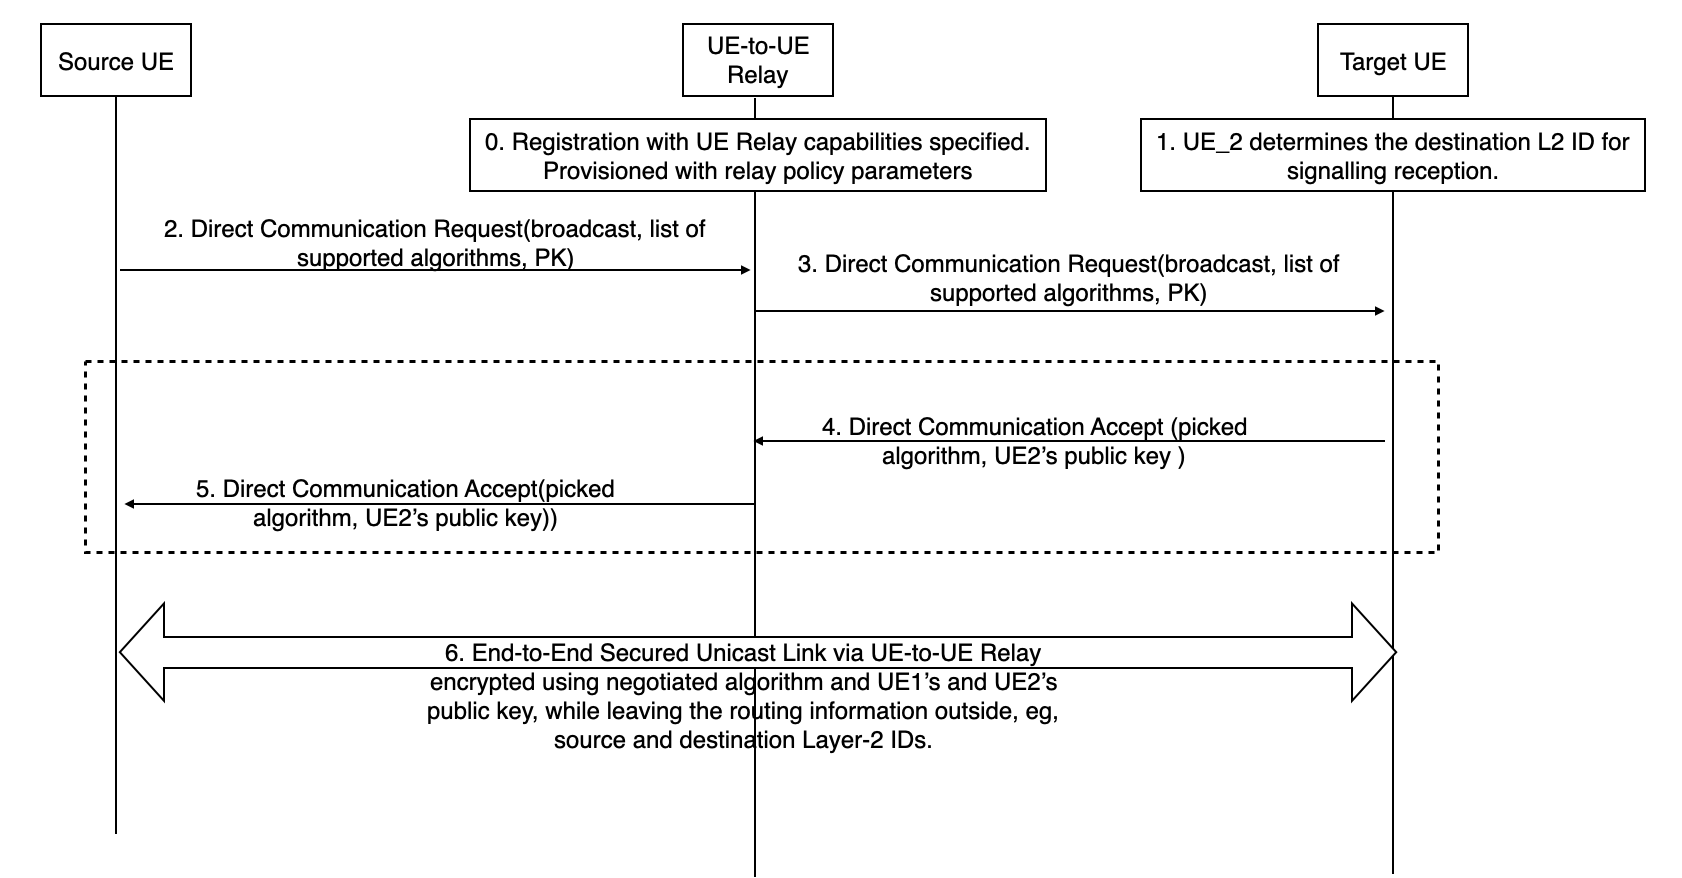 Source UE
UE-to-UE
Relay
Target UE
0. Registration with UE Relay capabilities specified.
Provisioned with relay policy parameters
1. UE_2 determines the destination L2 ID for
signalling reception.
2. Direct Communication Request(broadcast, list of
supported algorithms, PK)
3. Direct Communication Request(broadcast, list of
supported algorithms, PK)
4. Direct Communication Accept (picked
algorithm, UE2’s public key )
5. Direct Communication Accept(picked
algorithm, UE2’s public key))
6. End-to-End Secured Unicast Link via UE-to-UE Relay
encrypted using negotiated algorithm and UE1’s and UE2’s
public key, while leaving the routing information outside, eg,
source and destination Layer-2 IDs.